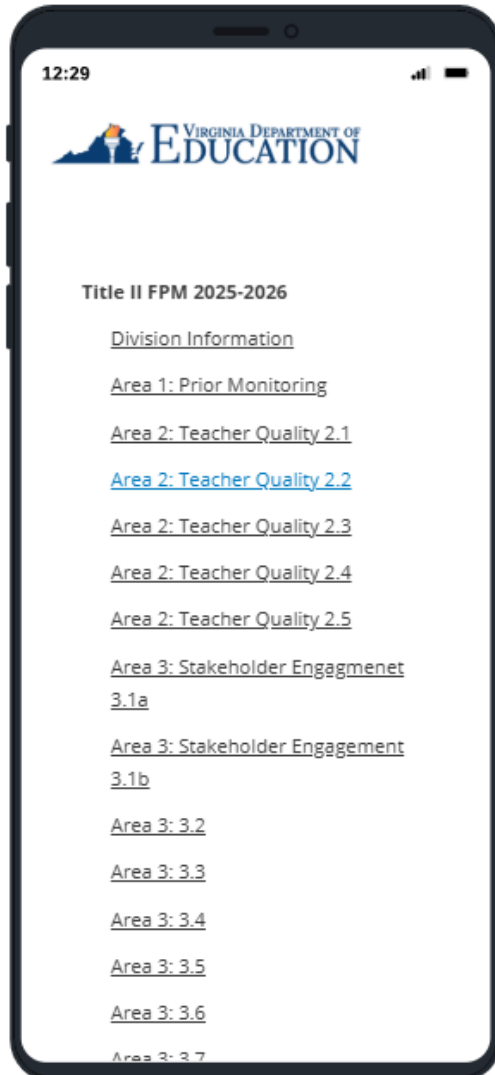 12:29
VIRGINIA DEPARTMENT OF
EDUCATION
Title II FPM 2025-2026
Division Information
Area 1: Prior Monitoring
Area 2: Teacher Quality 2.1
Area 2: Teacher Quality 2.2
Area 2: Teacher Quality 2.3
Area 2: Teacher Quality 2.4
Area 2: Teacher Quality 2.5
Area 3: Stakeholder Engagmenet
3.1a
Area 3: Stakeholder Engagement
3.1b
Area 3: 3.2
Area 3: 3.3
Area 3: 3.4
Area 3: 3.5
Area 3: 3.6
Area 3: 3.7